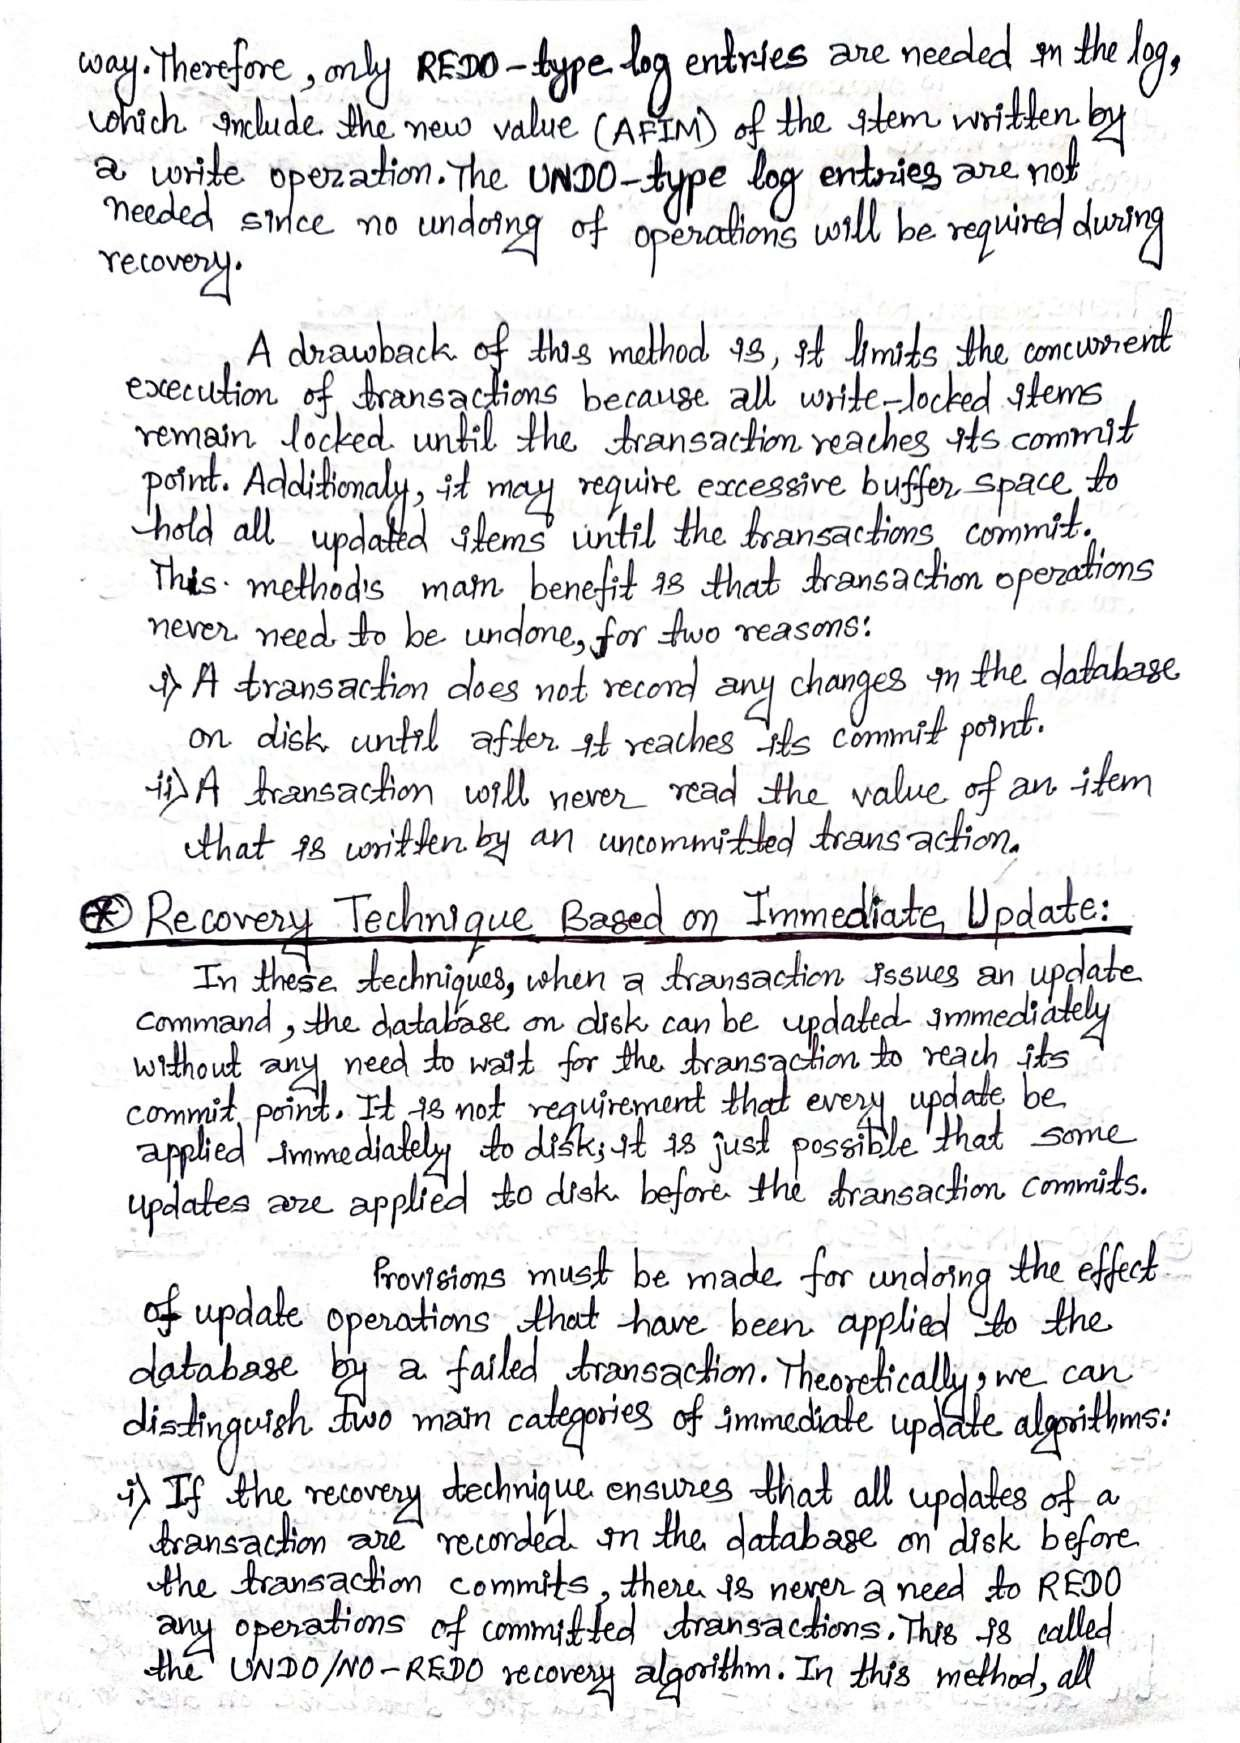 way. Therefore, only REDO-type log entries are needed in the log,
which include the new value (AFIM) of the item written by
a write operation. The UNDO-type log entries are not
needed since no undoing of operations will be required during
recovery.
A drawback of this method is, it limits the concurrent
execution of transactions because all write-locked items
remain locked until the transaction reaches its commit
point. Additionaly, it may require excessive buffer space to
hold all updated items until the transactions commit.
This method's main benefit is that transaction operations
never need to be undone, for two reasons:
i) A transaction does not record any changes in the database
on disk until after it reaches its commit point.
ii) A transaction will never read the value of an item
that is written by an uncommitted transaction.
⊛ Recovery Technique Based on Immediate Update:
In these techniques, when a transaction issues an update
command, the database on disk can be updated immediately
without any need to wait for the transaction to reach its
commit point. It is not requirement that every update be
applied immediately to disk; it is just possible that some
updates are applied to disk before the transaction commits.
Provisions must be made for undoing the effect
of update operations that have been applied to the
database by a failed transaction. Theoretically, we can
distinguish two main categories of immediate update algorithms:
i) If the recovery technique ensures that all updates of a
transaction are recorded in the database on disk before
the transaction commits, there is never a need to REDO
any operations of committed transactions. This is called
the UNDO/NO-REDO recovery algorithm. In this method, all